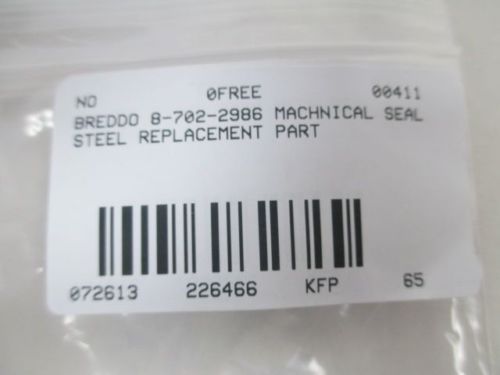 NO 0FREE 00411
BREDDO 8-702-2986 MACHNICAL SEAL
STEEL REPLACEMENT PART
072613 226466 KFP 65